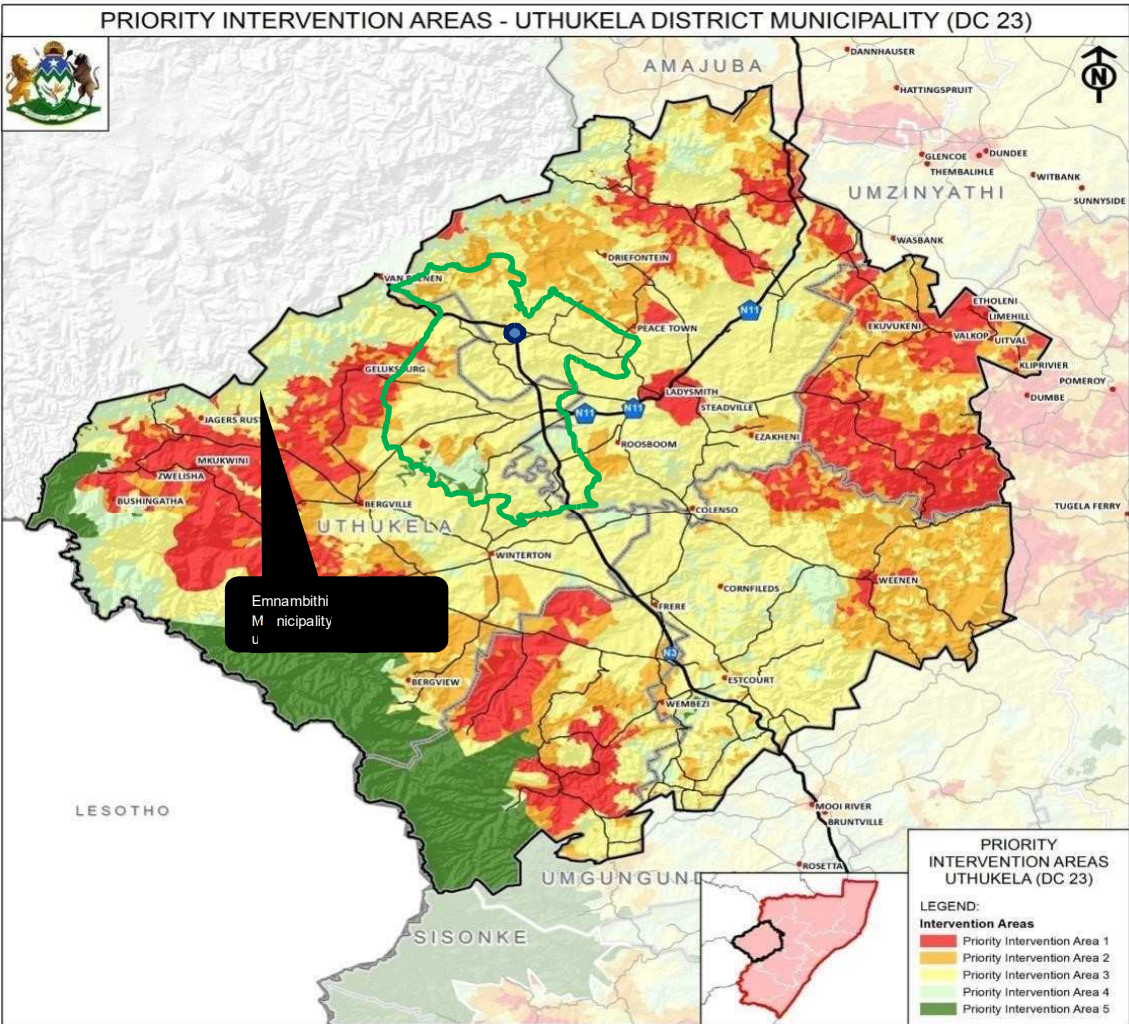 PRIORITY INTERVENTION AREAS - UTHUKELA DISTRICT MUNICIPALITY (DC 23)
N
AMAJUBA
DANNHAUSER
HATTINGSPRUIT
GLENCOE
DUNDEE
THEMBALIHLE
WITBANK
UMZINYATHI
SUNNYSIDE
WASBANK
DRIEFONTEIN
ETHOLENI
N11
LIMEHILL
PEACE TOWN
EKUVUKENI
VALKOP
UITVAL
KLIPRIVIER
POMEROY
DUMBE
LADYSMITH
N11
N11
STEADVILLE
JAGERS RUST
EZAKHENI
ROOSBOOM
MKUKWINI
ZWELISHA
BUSHINGATHA
BERGVILLE
TUGELA FERRY
COLENSO
UTHUKELA
WINTERTON
WEENEN
CORNFILEDS
Emnambithi
M nicipality
u
FRERE
N3
BERGVIEW
ESTCOURT
WEMBEZI
LESOTHO
MOOI RIVER
BRUNTVILLE
ROSETTA
UMGUNGUND
SISONKE
PRIORITY
INTERVENTION AREAS
UTHUKELA (DC 23)
LEGEND:
Intervention Areas
Priority Intervention Area 1
Priority Intervention Area 2
Priority Intervention Area 3
Priority Intervention Area 4
Priority Intervention Area 5